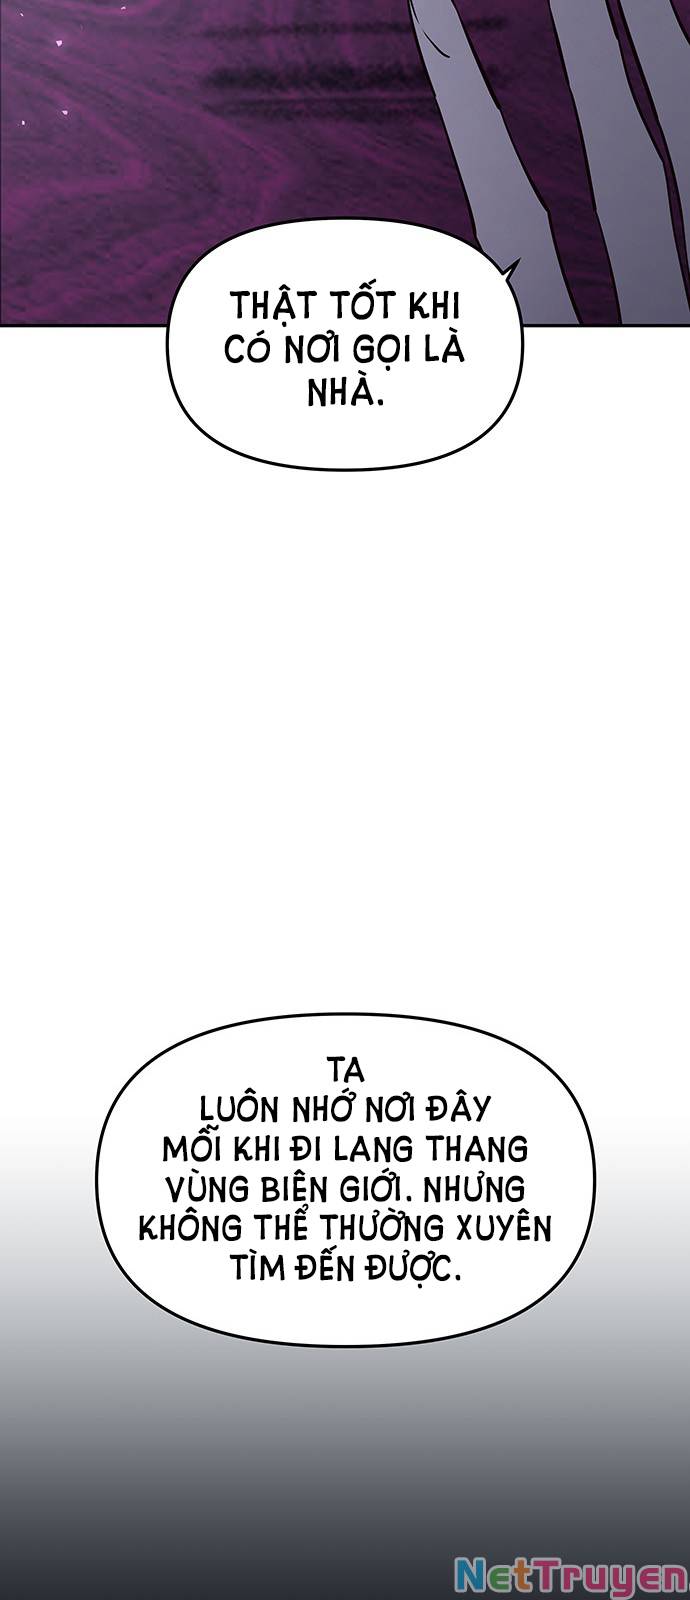 THẬT TỐT KHI
CÓ NƠI GỌI LÀ
NHÀ.
TA
LUÔN NHỚ NƠI ĐÂY
MỖI KHI ĐI LANG THANG
VÙNG BIÊN GIỚI. NHƯNG
KHÔNG THỂ THƯỜNG XUYÊN
TÌM ĐẾN ĐƯỢC.
NetTruyen